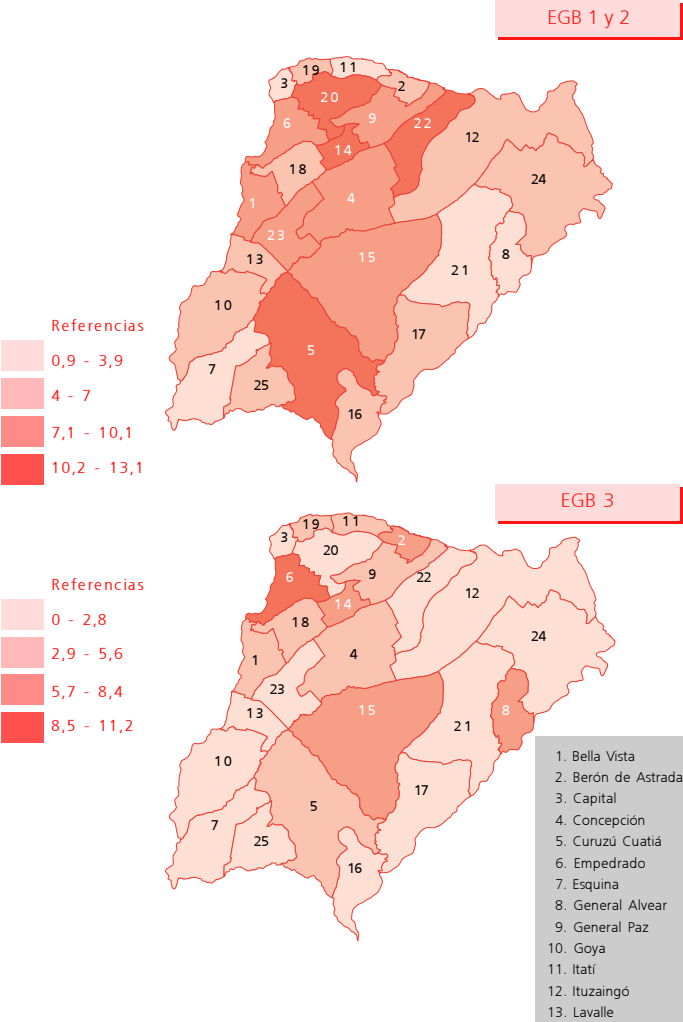 EGB 1 y 2
19
11
3
2
20
9
6
22
12
14
18
24
4
1
23
15
13
8
21
10
17
5
7
25
16
Referencias
0,9 - 3,9
4 - 7
7,1 - 10,1
10,2 - 13,1
EGB 3
19
11
3
2
20
9
6
22
12
14
18
24
4
1
23
15
13
8
21
10
17
5
7
25
16
Referencias
0 - 2,8
2,9 - 5,6
5,7 - 8,4
8,5 - 11,2
1. Bella Vista
2. Berón de Astrada
3. Capital
4. Concepción
5. Curuzú Cuatiá
6. Empedrado
7. Esquina
8. General Alvear
9. General Paz
10. Goya
11. Itatí
12. Ituzaingó
13. Lavalle